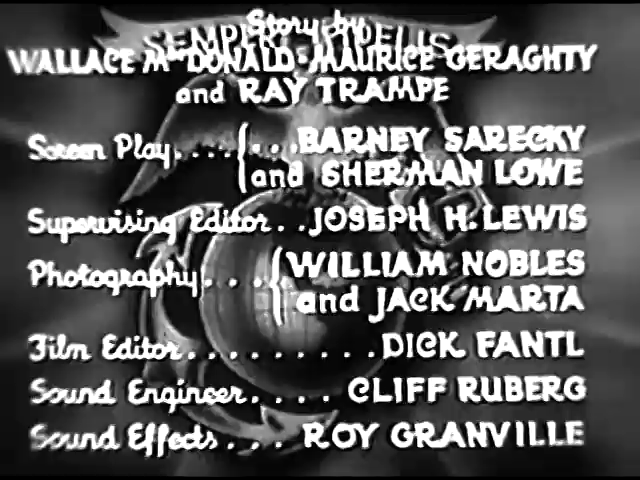 Story by
SEMPER FIDELIS
WALLACE McDONALD - MAURICE GERAGHTY
and RAY TRAMPE
Screen Play.... { ...BARNEY SARECKY
and SHERMAN LOWE
Supervising Editor.. JOSEPH H. LEWIS
Photography... { WILLIAM NOBLES
and JACK MARTA
Film Editor.........DICK FANTL
Sound Engineer.... CLIFF RUBERG
Sound Effects... ROY GRANVILLE